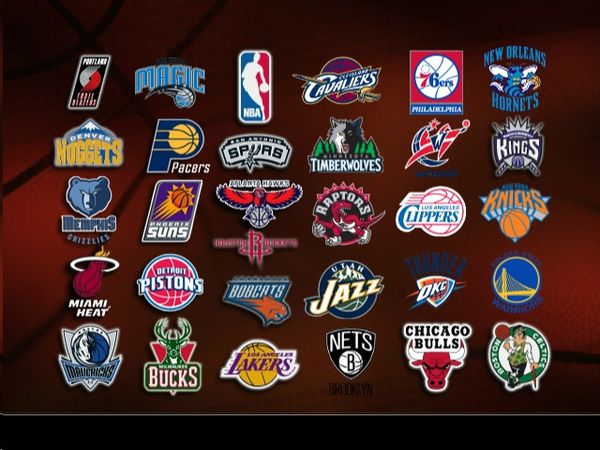 PORTLAND
TRAIL BLAZERS
MAGIC
NBA
CLEVELAND
CAVALIERS
76ers
PHILADELPHIA
NEW ORLEANS
HORNETS
DENVER
NUGGETS
Pacers
SAN ANTONIO
SPURS
MINNESOTA
TIMBERWOLVES
KINGS
MEMPHIS
GRIZZLIES
PHOENIX
SUNS
ATLANTA HAWKS
HOUSTON ROCKETS
R
RAPTORS
LOS ANGELES
CLIPPERS
NEW YORK
KNICKS
MIAMI
HEAT
DETROIT
PISTONS
CHARLOTTE
BOBCATS
UTAH
JAZZ
THUNDER
OKC
WARRIORS
DALLAS
MAVERICKS
MILWAUKEE
BUCKS
LOS ANGELES
LAKERS
NETS
B
BROOKLYN
CHICAGO
BULLS
BOSTON
CELTICS